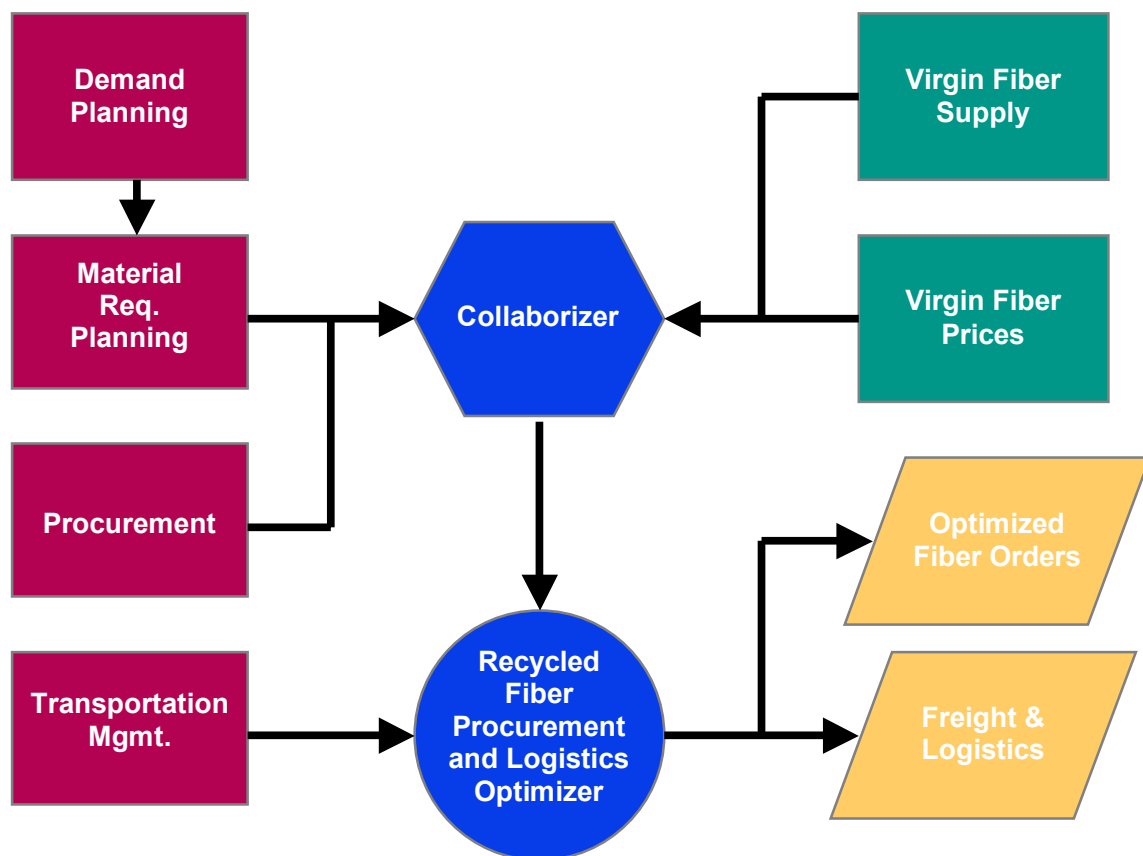 Demand
Planning
Virgin Fiber
Supply
Material
Req.
Planning
Collaborizer
Virgin Fiber
Prices
Procurement
Optimized
Fiber Orders
Transportation
Mgmt.
Recycled
Fiber
Procurement
and Logistics
Optimizer
Freight &
Logistics